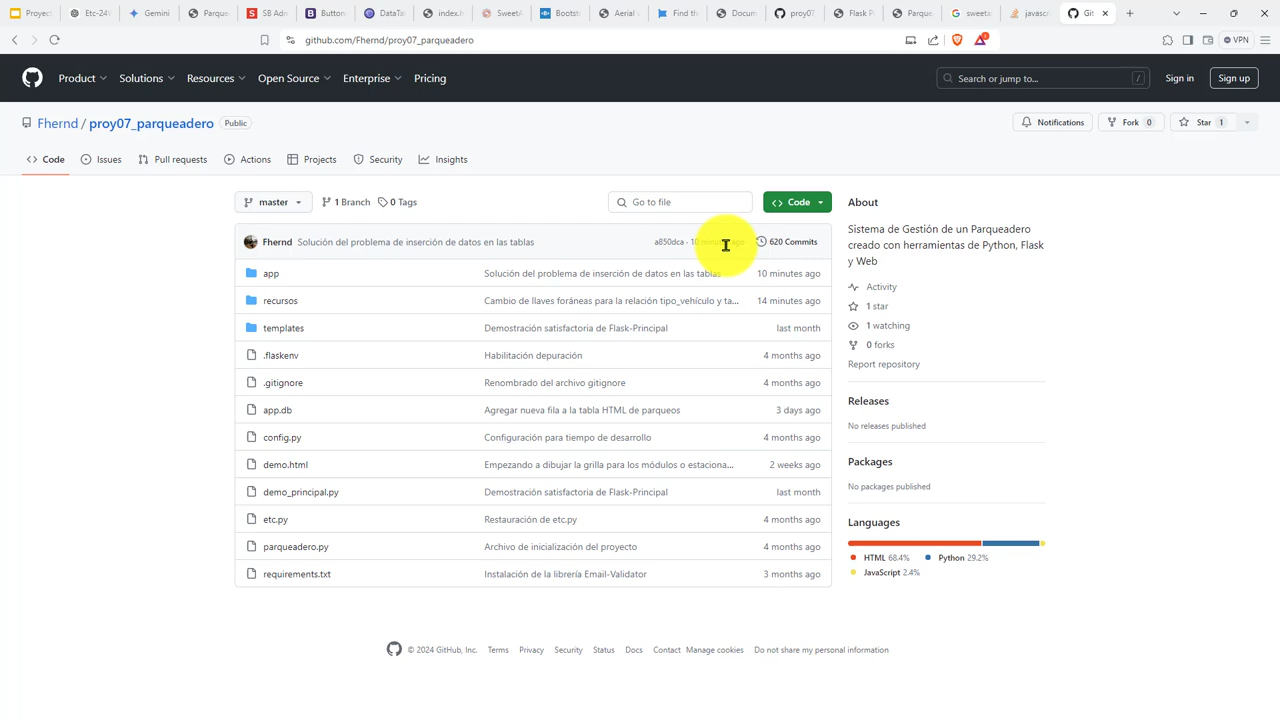 Proyec
Etc-24\
Gemini
Parque
SB Adn
Button
DataTa
index.h
SweetA
Bootst
Aerial v
Find th
Docum
proy07
Flask P
Parque
sweeta
javascr
Git
github.com/Fhernd/proy07_parqueadero
VPN
Product
Solutions
Resources
Open Source
Enterprise
Pricing
Search or jump to...
/
Sign in
Sign up
Fhernd / proy07_parqueadero
Public
Notifications
Fork 0
Star 1
Code
Issues
Pull requests
Actions
Projects
Security
Insights
master
1 Branch
0 Tags
Go to file
Code
Fhernd Solución del problema de inserción de datos en las tablas
a850dca · 10 minutes ago
620 Commits
app Solución del problema de inserción de datos en las tablas 10 minutes ago
recursos Cambio de llaves foráneas para la relación tipo_vehículo y ta... 14 minutes ago
templates Demostración satisfactoria de Flask-Principal last month
.flaskenv Habilitación depuración 4 months ago
.gitignore Renombrado del archivo gitignore 4 months ago
app.db Agregar nueva fila a la tabla HTML de parqueos 3 days ago
config.py Configuración para tiempo de desarrollo 4 months ago
demo.html Empezando a dibujar la grilla para los módulos o estaciona... 2 weeks ago
demo_principal.py Demostración satisfactoria de Flask-Principal last month
etc.py Restauración de etc.py 4 months ago
parqueadero.py Archivo de inicialización del proyecto 4 months ago
requirements.txt Instalación de la librería Email-Validator 3 months ago
About
Sistema de Gestión de un Parqueadero
creado con herramientas de Python, Flask
y Web
Activity
1 star
1 watching
0 forks
Report repository
Releases
No releases published
Packages
No packages published
Languages
HTML 68.4%
Python 29.2%
JavaScript 2.4%
© 2024 GitHub, Inc.
Terms
Privacy
Security
Status
Docs
Contact
Manage cookies
Do not share my personal information